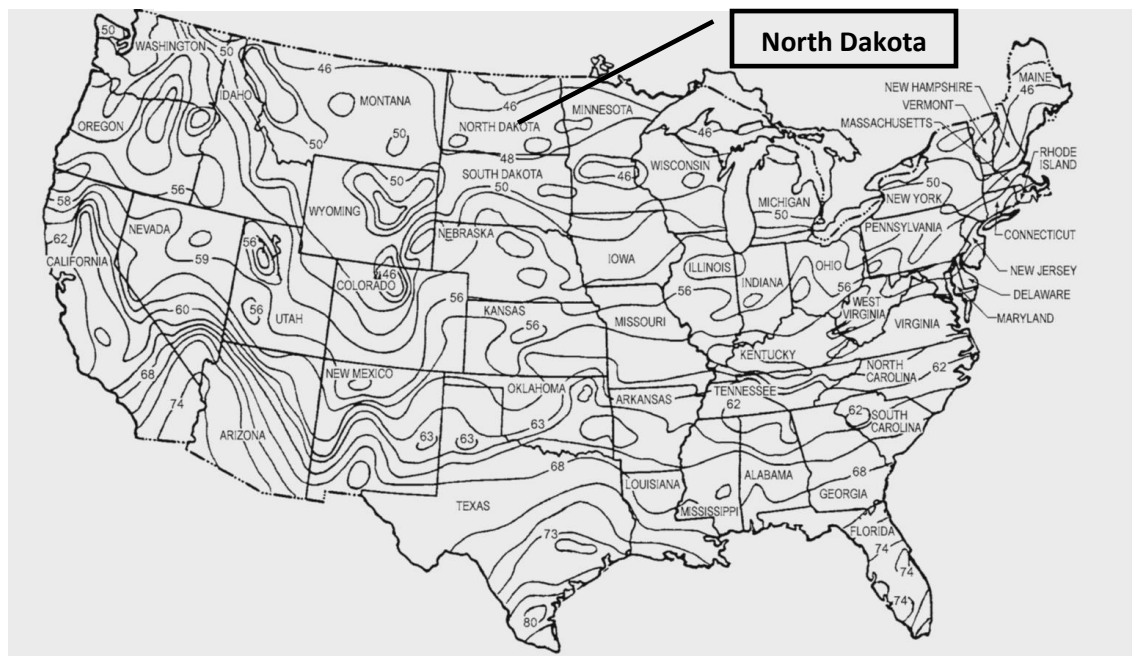 North Dakota
50
WASHINGTON
50
46
MONTANA
IDAHO
OREGON
50
50
46
NORTH DAKOTA
MINNESOTA
48
46
46
WISCONSIN
SOUTH DAKOTA
50
MICHIGAN
50
MAINE
46
NEW HAMPSHIRE
VERMONT
MASSACHUSETTS
RHODE
ISLAND
50
NEW YORK
PENNSYLVANIA
CONNECTICUT
NEW JERSEY
DELAWARE
MARYLAND
56
58
62
CALIFORNIA
NEVADA
59
56
WYOMING
50
46
COLORADO
NEBRASKA
IOWA
ILLINOIS
INDIANA
OHIO
56
56
WEST
VIRGINIA
VIRGINIA
60
56
UTAH
56
KANSAS
56
MISSOURI
KENTUCKY
68
74
ARIZONA
NEW MEXICO
63
63
OKLAHOMA
63
ARKANSAS
TENNESSEE
62
NORTH
CAROLINA
62
62
SOUTH
CAROLINA
68
TEXAS
LOUISIANA
MISSISSIPPI
ALABAMA
GEORGIA
68
73
80
FLORIDA
74
74
74